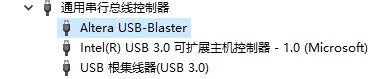 通用串行总线控制器
Altera USB-Blaster
Intel(R) USB 3.0 可扩展主机控制器 - 1.0 (Microsoft)
USB 根集线器(USB 3.0)